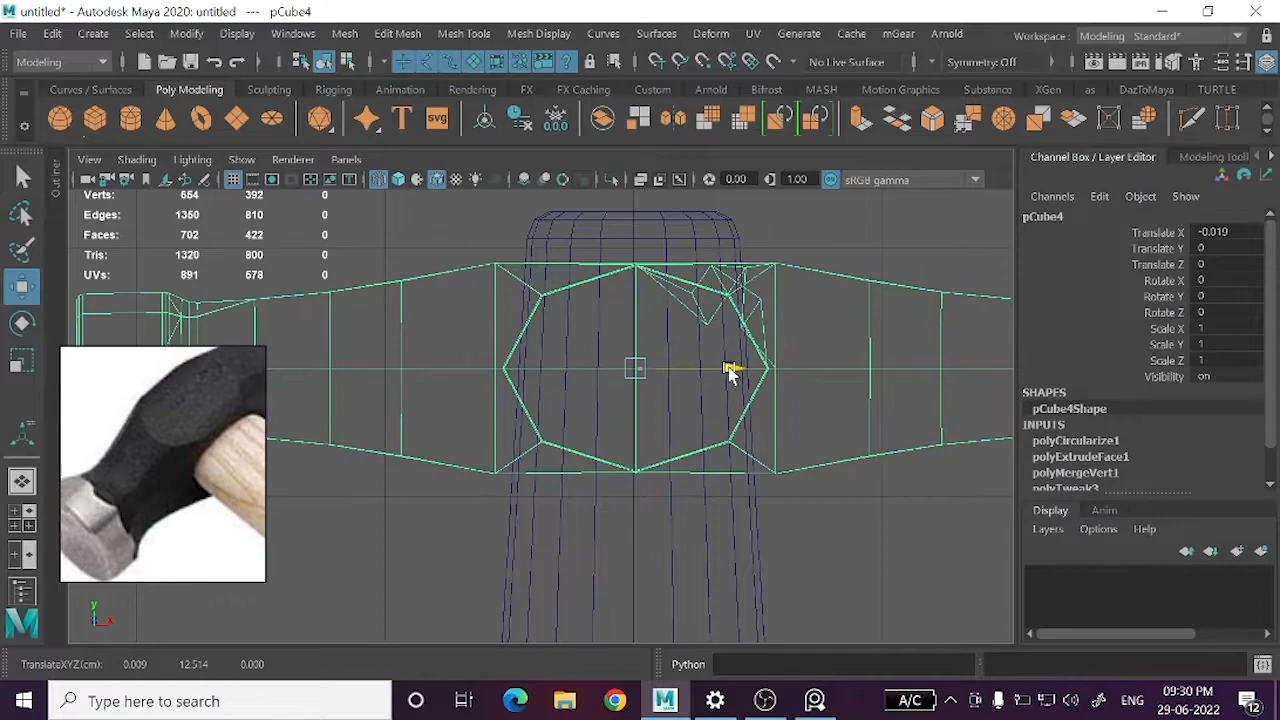 untitled* - Autodesk Maya 2020: untitled --- pCube4
File Edit Create Select Modify Display Windows Mesh Edit Mesh Mesh Tools Mesh Display Curves Surfaces Deform UV Generate Cache mGear Arnold Workspace : Modeling - Standard*
Modeling No Live Surface Symmetry: Off
Curves / Surfaces Poly Modeling Sculpting Rigging Animation Rendering FX FX Caching Custom Arnold Bifrost MASH Motion Graphics Substance XGen as DazToMaya TURTLE
T SVG 0,0,0
View Shading Lighting Show Renderer Panels
0.00 1.00 sRGB gamma
Outliner
Verts: 654 392 0
Edges: 1350 810 0
Faces: 702 422 0
Tris: 1320 800 0
UVs: 891 678 0
y x
Channel Box / Layer Editor Modeling Tool
Channels Edit Object Show
pCube4
Translate X -0.019
Translate Y 0
Translate Z 0
Rotate X 0
Rotate Y 0
Rotate Z 0
Scale X 1
Scale Y 1
Scale Z 1
Visibility on
SHAPES
pCube4Shape
INPUTS
polyCircularize1
polyExtrudeFace1
polyMergeVert1
polyTweak3
Display Anim
Layers Options Help
TranslateXYZ(cm): 0.009 12.514 0.000
Python
Type here to search
A/C ENG 09:30 PM
29-06-2022
12